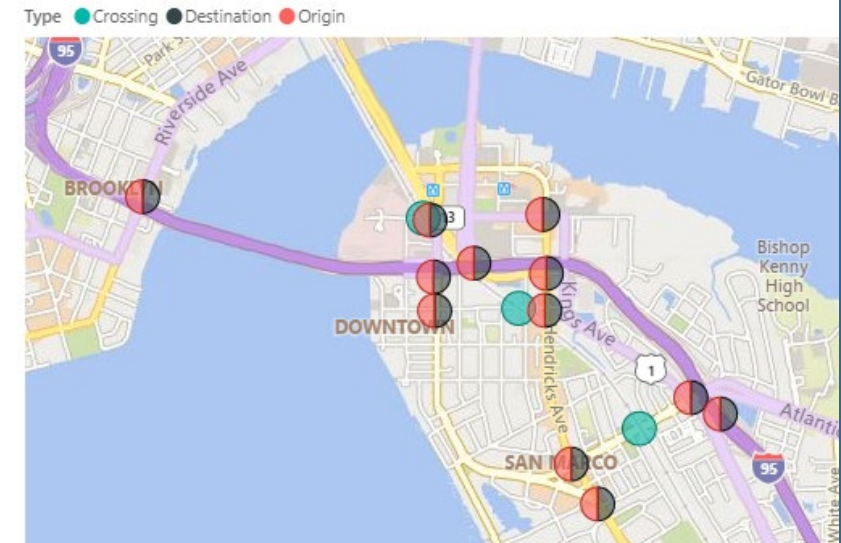 Type Crossing Destination Origin
95
Park S
Riverside Ave
Gator Bowl B
BROOKLYN
3
Bishop
Kenny
High
School
Kings Ave
DOWNTOWN
Hendricks Ave
1
Atlanti
SAN MARCO
95
White Ave